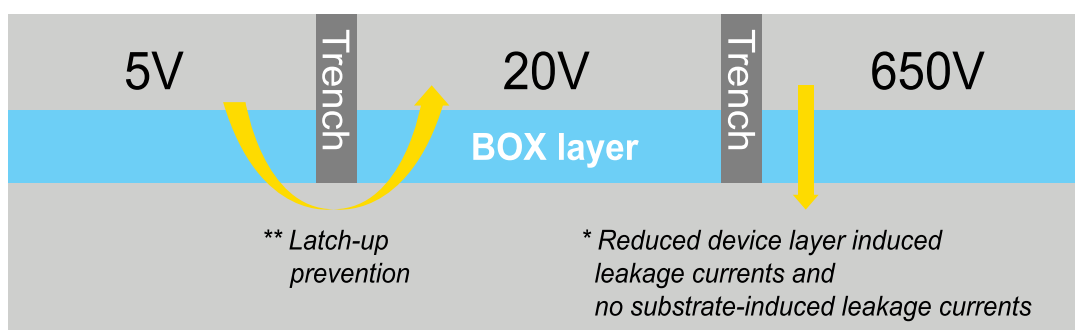 5V
Trench
20V
Trench
650V
BOX layer
** Latch-up
prevention
* Reduced device layer induced
leakage currents and
no substrate-induced leakage currents